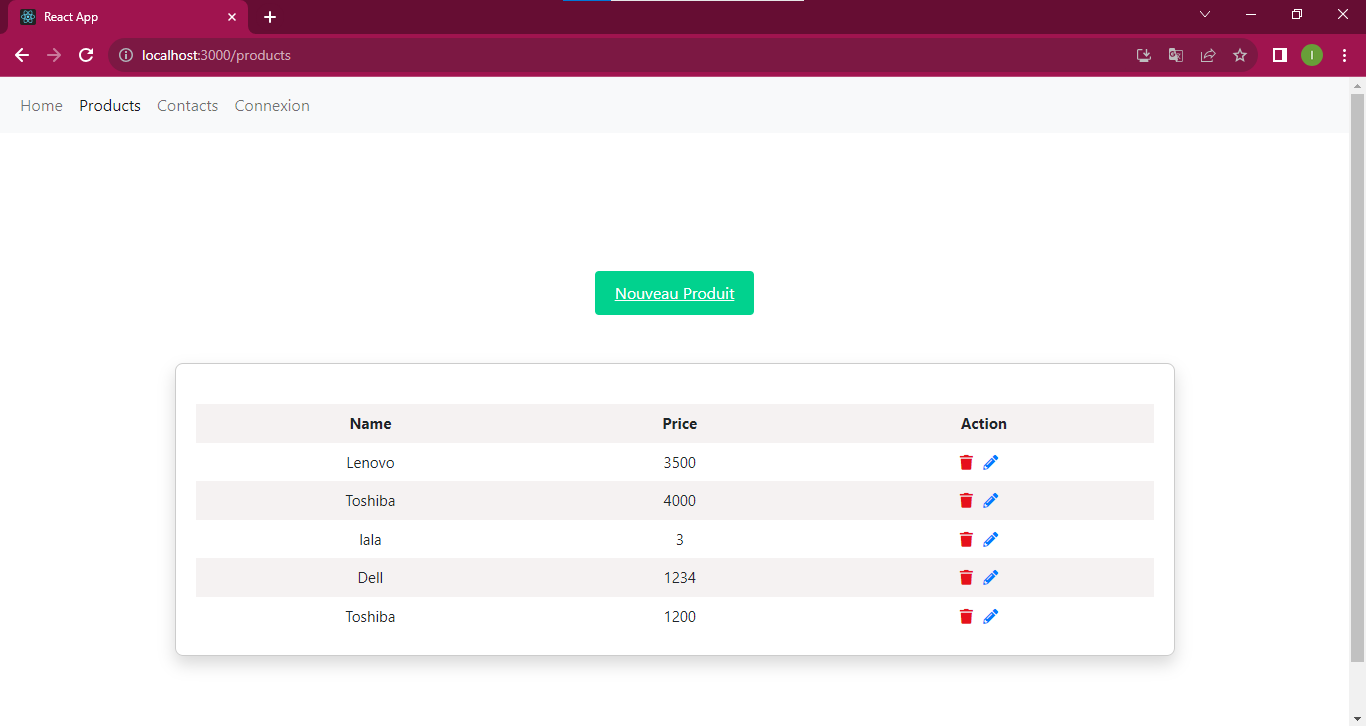 React App
localhost:3000/products
I
Home Products Contacts Connexion
Nouveau Produit
Name Price Action
Lenovo 3500
Toshiba 4000
lala 3
Dell 1234
Toshiba 1200